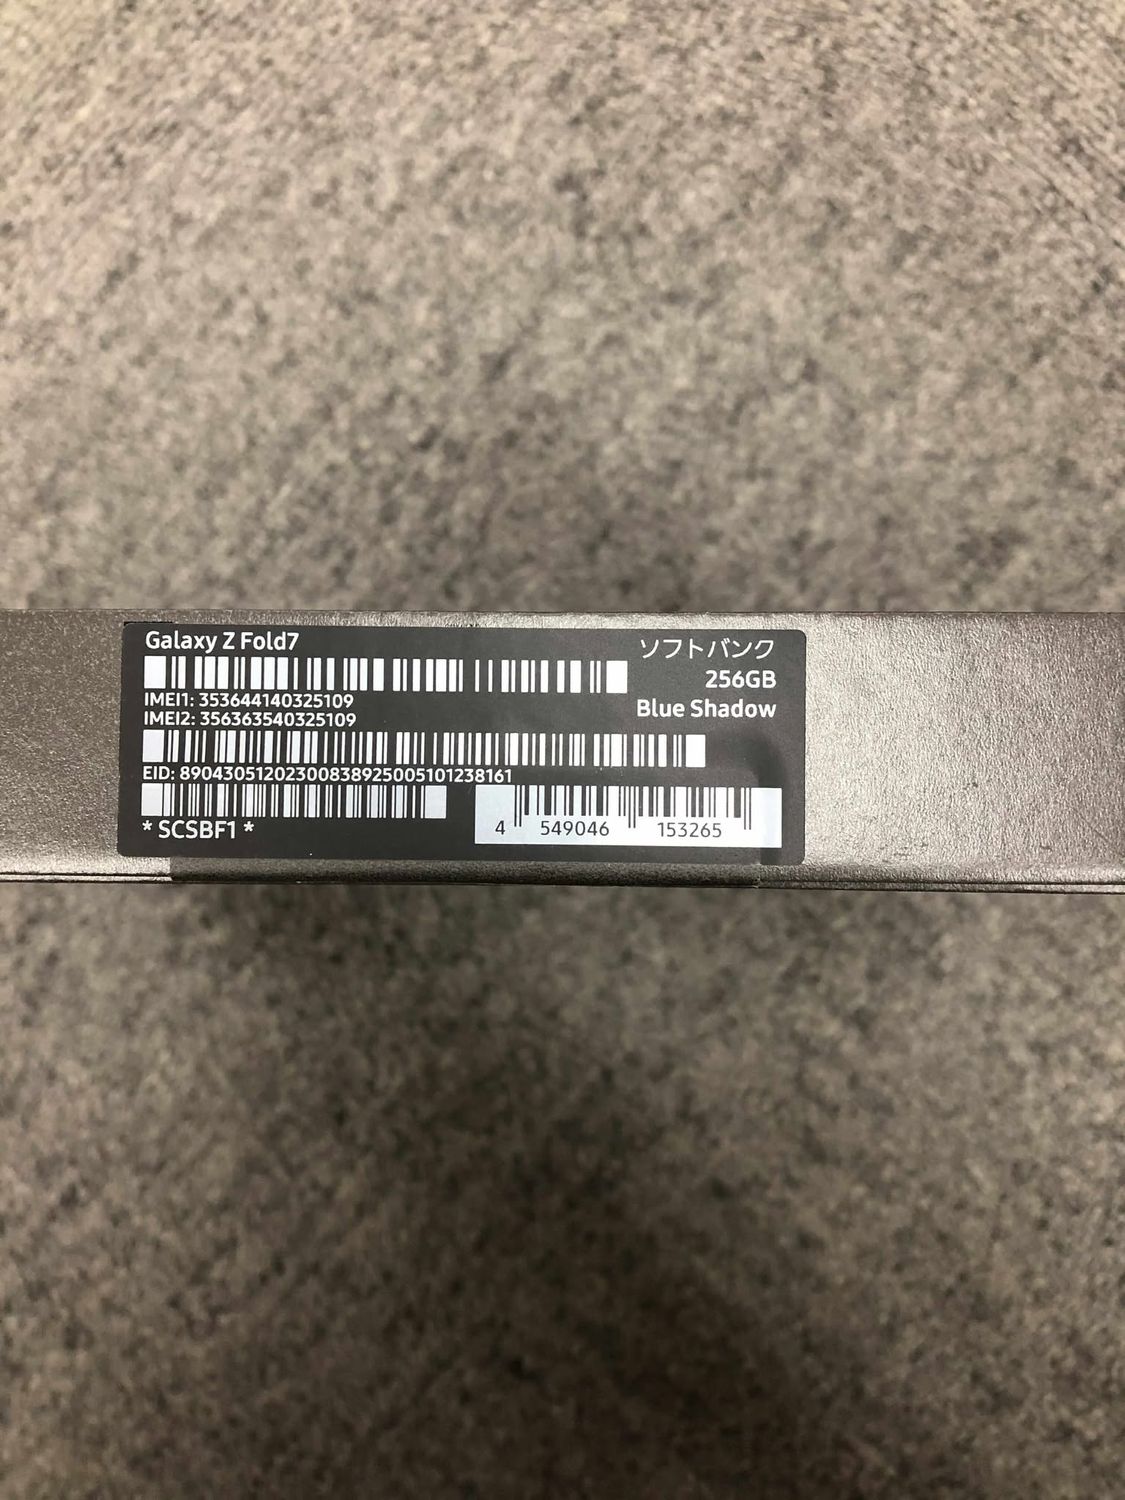 Galaxy Z Fold7
ソフトバンク
256GB
Blue Shadow
IMEI1: 353644140325109
IMEI2: 356363540325109
EID: 89043051202300838925005101238161
* SCSBF1 *
4 549046 153265